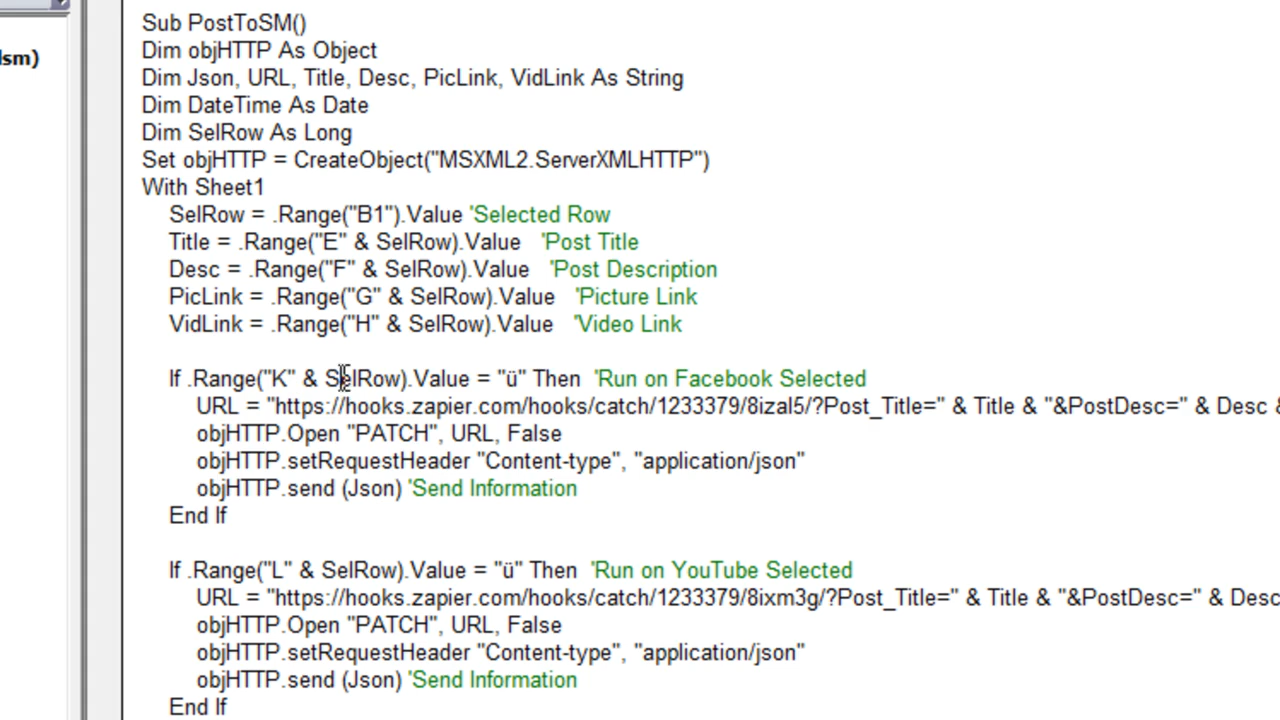 Sub PostToSM()
Dim objHTTP As Object
lsm)
Dim Json, URL, Title, Desc, PicLink, VidLink As String
Dim DateTime As Date
Dim SelRow As Long
Set objHTTP = CreateObject("MSXML2.ServerXMLHTTP")
With Sheet1
SelRow = .Range("B1").Value 'Selected Row
Title = .Range("E" & SelRow).Value 'Post Title
Desc = .Range("F" & SelRow).Value 'Post Description
PicLink = .Range("G" & SelRow).Value 'Picture Link
VidLink = .Range("H" & SelRow).Value 'Video Link
If .Range("K" & SelRow).Value = "ü" Then 'Run on Facebook Selected
URL = "https://hooks.zapier.com/hooks/catch/1233379/8izal5/?Post_Title=" & Title & "&PostDesc=" & Desc &
objHTTP.Open "PATCH", URL, False
objHTTP.setRequestHeader "Content-type", "application/json"
objHTTP.send (Json) 'Send Information
End If
If .Range("L" & SelRow).Value = "ü" Then 'Run on YouTube Selected
URL = "https://hooks.zapier.com/hooks/catch/1233379/8ixm3g/?Post_Title=" & Title & "&PostDesc=" & Desc
objHTTP.Open "PATCH", URL, False
objHTTP.setRequestHeader "Content-type", "application/json"
objHTTP.send (Json) 'Send Information
End If